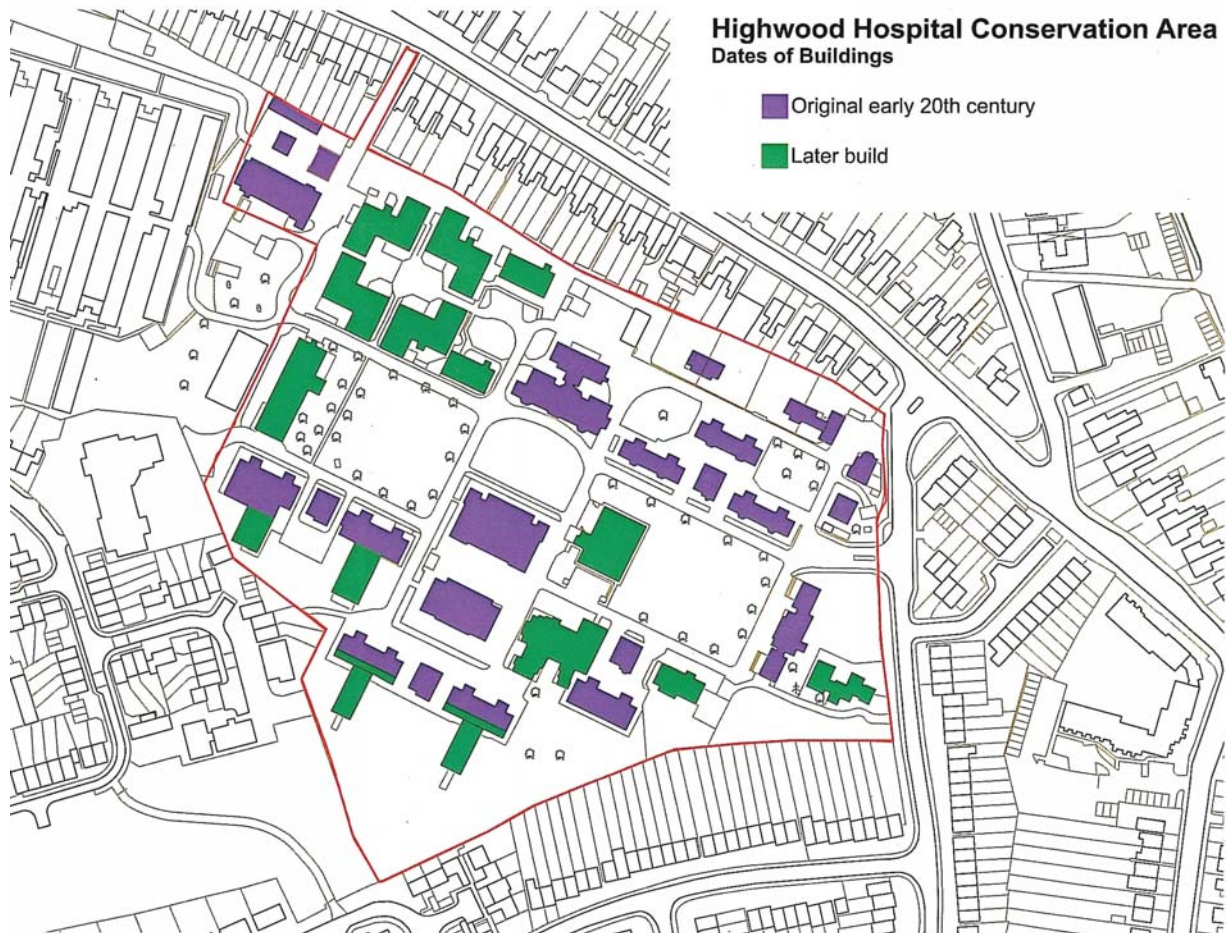 Highwood Hospital Conservation Area
Dates of Buildings
Original early 20th century
Later build